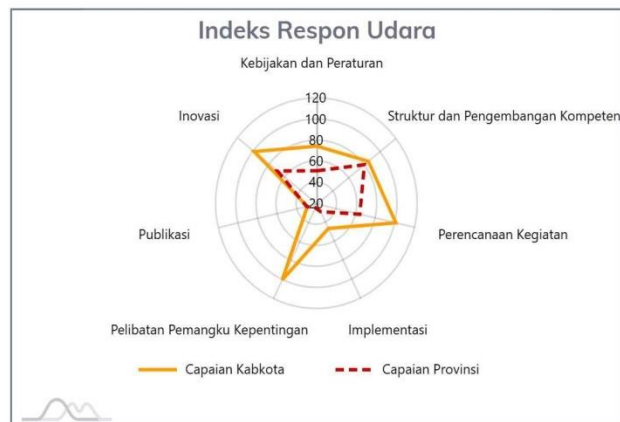 Indeks Respon Udara
Kebijakan dan Peraturan
120
100
80
60
40
20
Inovasi
Struktur dan Pengembangan Kompeten
Publikasi
Perencanaan Kegiatan
Pelibatan Pemangku Kepentingan
Implementasi
Capaian Kabkota
Capaian Provinsi